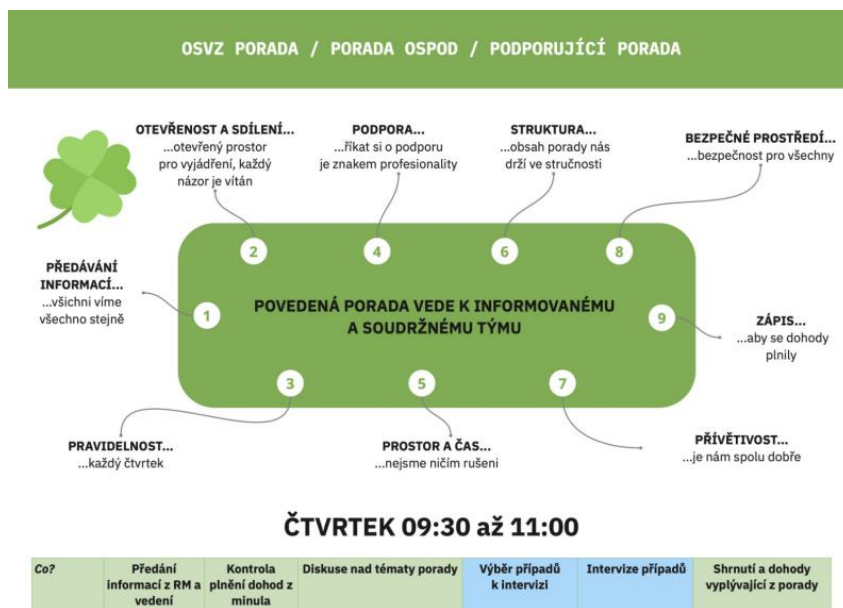 OSVZ PORADA / PORADA OSPOD / PODPORUJÍCÍ PORADA
OTEVŘENOST A SDÍLENÍ...
...otevřený prostor
pro vyjádření, každý
názor je vítán
PODPORA...
...říkat si o podporu
je znakem profesionality
STRUKTURA...
...obsah porady nás
drží ve stručnosti
BEZPEČNÉ PROSTŘEDÍ...
...bezpečnost pro všechny
2
4
6
8
PŘEDÁVÁNÍ
INFORMACÍ...
...všichni víme
všechno stejně
1
POVEDENÁ PORADA VEDE K INFORMOVANÉMU
A SOUDRŽNÉMU TÝMU
9
ZÁPIS...
...aby se dohody
plnily
3
5
7
PRAVIDELNOST...
...každý čtvrtek
PROSTOR A ČAS...
...nejsme ničím rušeni
PŘÍVĚTIVOST...
...je nám spolu dobře
ČTVRTEK 09:30 až 11:00
Co?
Předání
informací z RM a
vedení
Kontrola
plnění dohod z
minula
Diskuse nad tématy porady
Výběr případů
k intervizi
Intervize případů
Shrnutí a dohody
vyplývající z porady